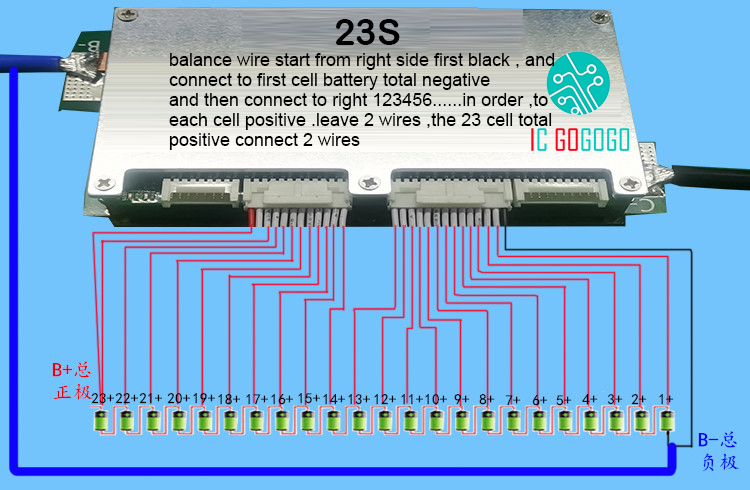 23S
balance wire start from right side first black , and
connect to first cell battery total negative
and then connect to right 123456......in order ,to
each cell positive .leave 2 wires ,the 23 cell total
positive connect 2 wires
IC GOGOGO
B+总
正极
23+ 22+ 21+ 20+ 19+ 18+ 17+ 16+ 15+ 14+ 13+ 12+ 11+ 10+ 9+ 8+ 7+ 6+ 5+ 4+ 3+ 2+ 1+
B-总
负极